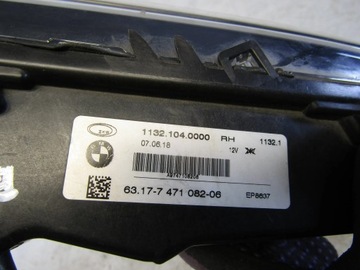 1132.104.0000 RH 1132.1
07.06.18 12V
63.17-7 471 082-06 EP8637